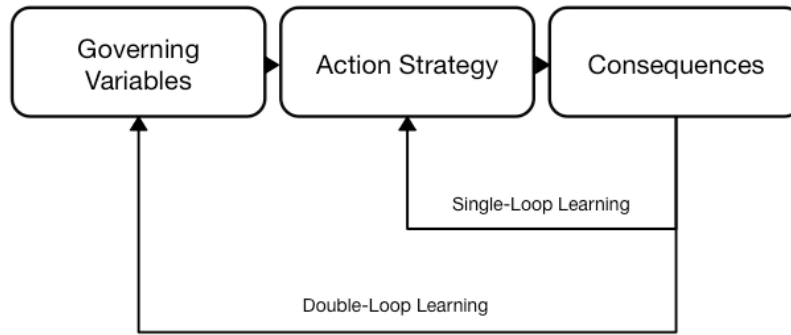 Governing
Variables
Action Strategy
Consequences
Single-Loop Learning
Double-Loop Learning